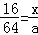 16/64 = x/a